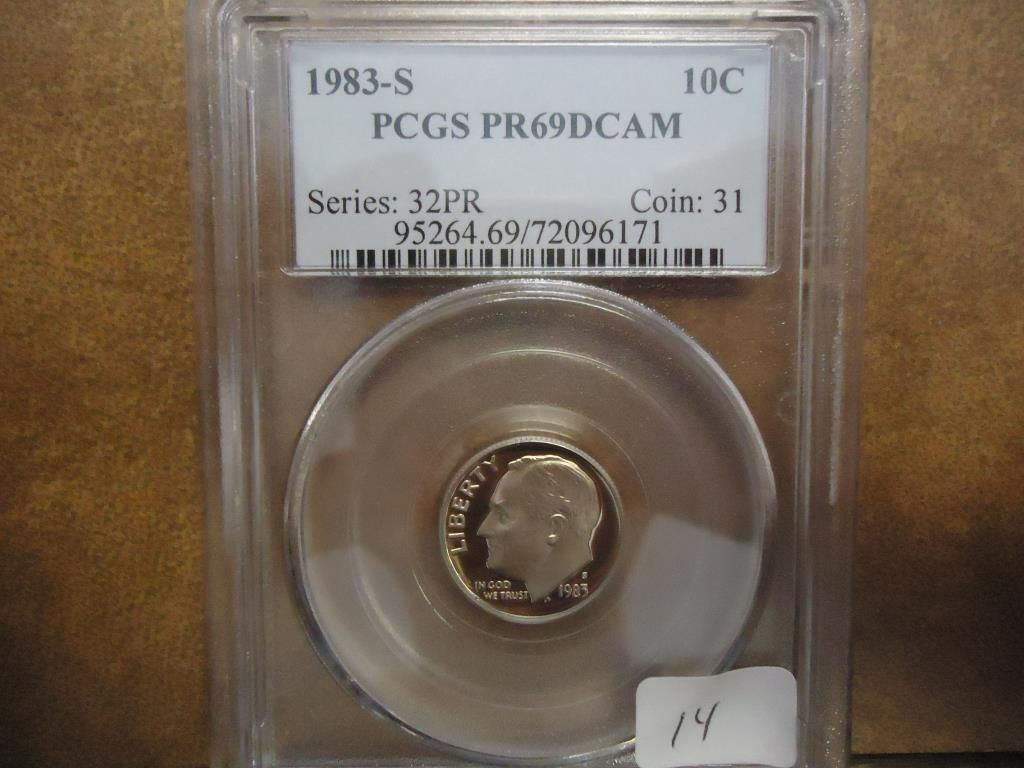 1983-S 10C
PCGS PR69DCAM
Series: 32PR Coin: 31
95264.69/72096171
LIBERTY
IN GOD
WE TRUST
S
1983
14